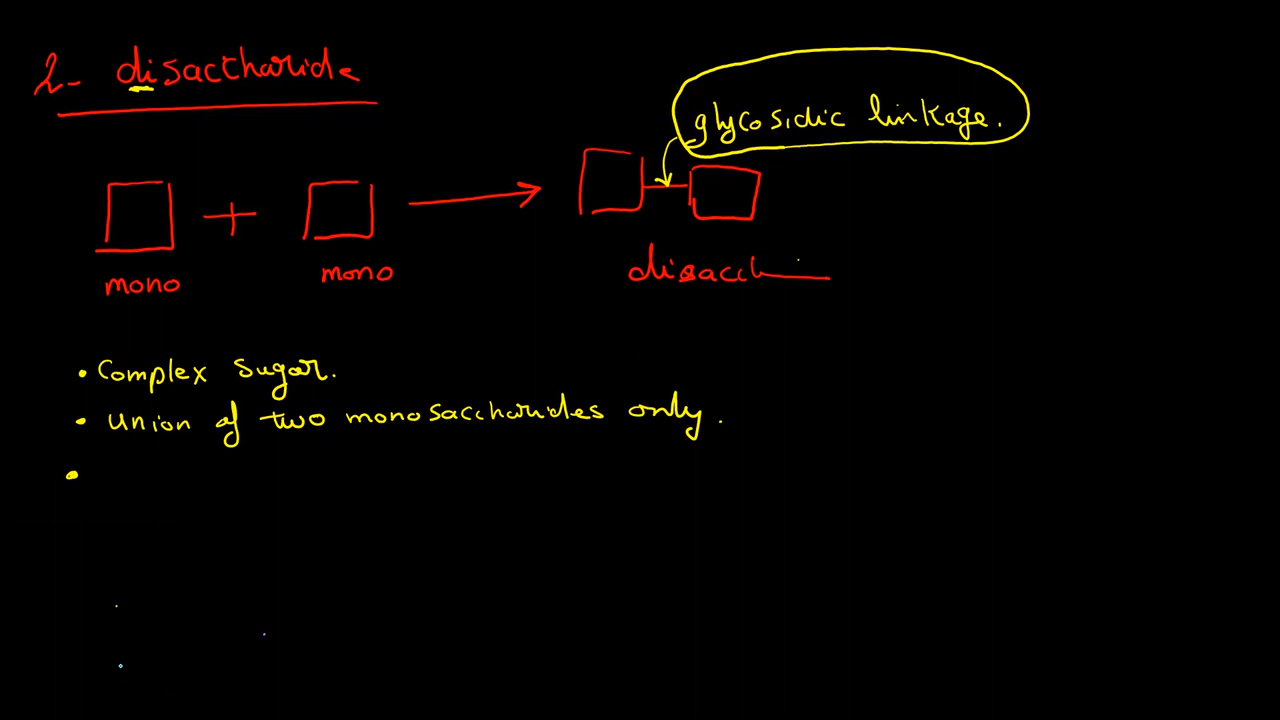 2- disaccharide
glycosidic linkage.
+
mono
mono
disacch
• Complex sugar.
• union of two monosaccharides only.
•